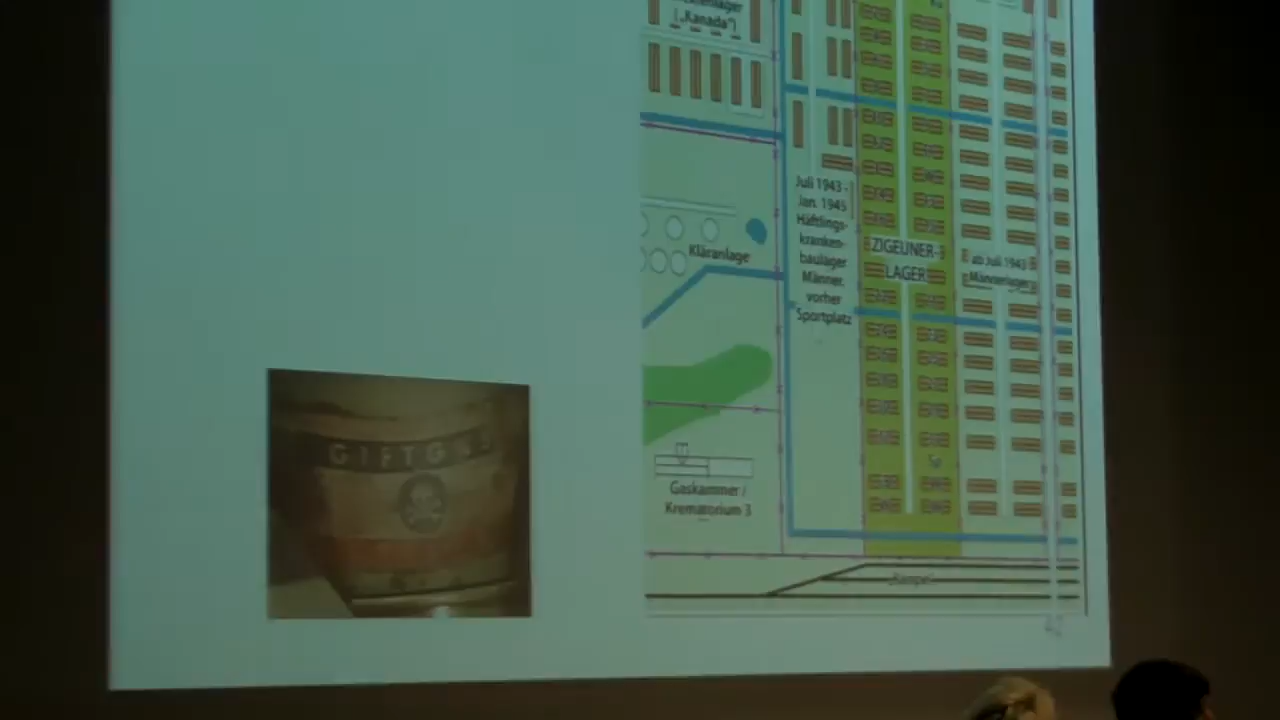 („Kanada")
Juli 1943 -
Jan. 1945
Häftlings-
kranken-
baulager
Männer,
vorher
Sportplatz
Kläranlage
ZIGEUNER-
LAGER
ab Juli 1943
Männerlager
GIFTG
Gaskammer /
Krematorium 3
„Rampe"